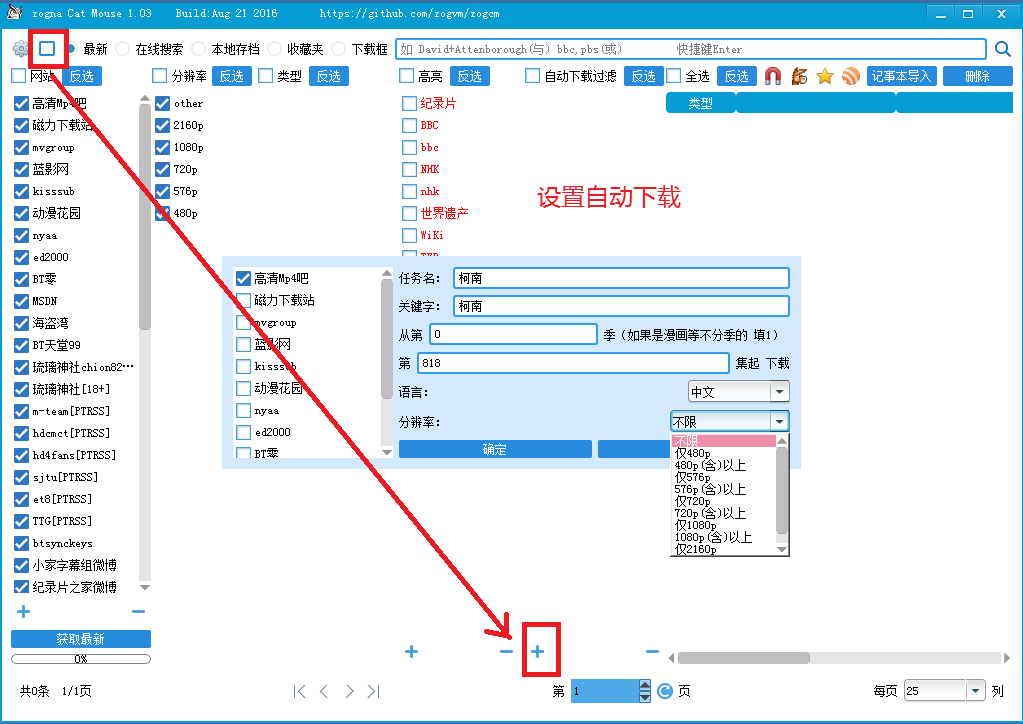 zogna Cat Mouse 1.03 Build:Aug 21 2016 https://github.com/zogvm/zogcm
最新 在线搜索 本地存档 收藏夹 下载框 如 David+Attenborough(与) bbc,pbs(或) 快捷键Enter
网站 反选 分辨率 反选 类型 反选 高亮 反选 自动下载过滤 反选 全选 反选 记事本导入 删除
类型
高清Mp4吧
磁力下载站
mvgroup
蓝影网
kisssub
动漫花园
nyaa
ed2000
BT零
MSDN
海盗湾
BT天堂99
琉璃神社chion82…
琉璃神社[18+]
m-team[PTRSS]
hdcmct[PTRSS]
hd4fans[PTRSS]
sjtu[PTRSS]
et8[PTRSS]
TTG[PTRSS]
btsynckeys
小家字幕组微博
纪录片之家微博
other
2160p
1080p
720p
576p
480p
纪录片
BBC
bbc
NHK
nhk
世界遗产
WiKi
设置自动下载
高清Mp4吧
磁力下载站
mvgroup
蓝影网
kisssub
动漫花园
nyaa
ed2000
BT零
任务名: 柯南
关键字: 柯南
从第 0 季（如果是漫画等不分季的 填1）
第 818 集起 下载
语言: 中文
分辨率: 不限
确定
不限
仅480p
480p(含)以上
仅576p
576p(含)以上
仅720p
720p(含)以上
仅1080p
1080p(含)以上
仅2160p
+ − + − + −
获取最新
0%
共0条 1/1页 第 1 页 每页 25 列